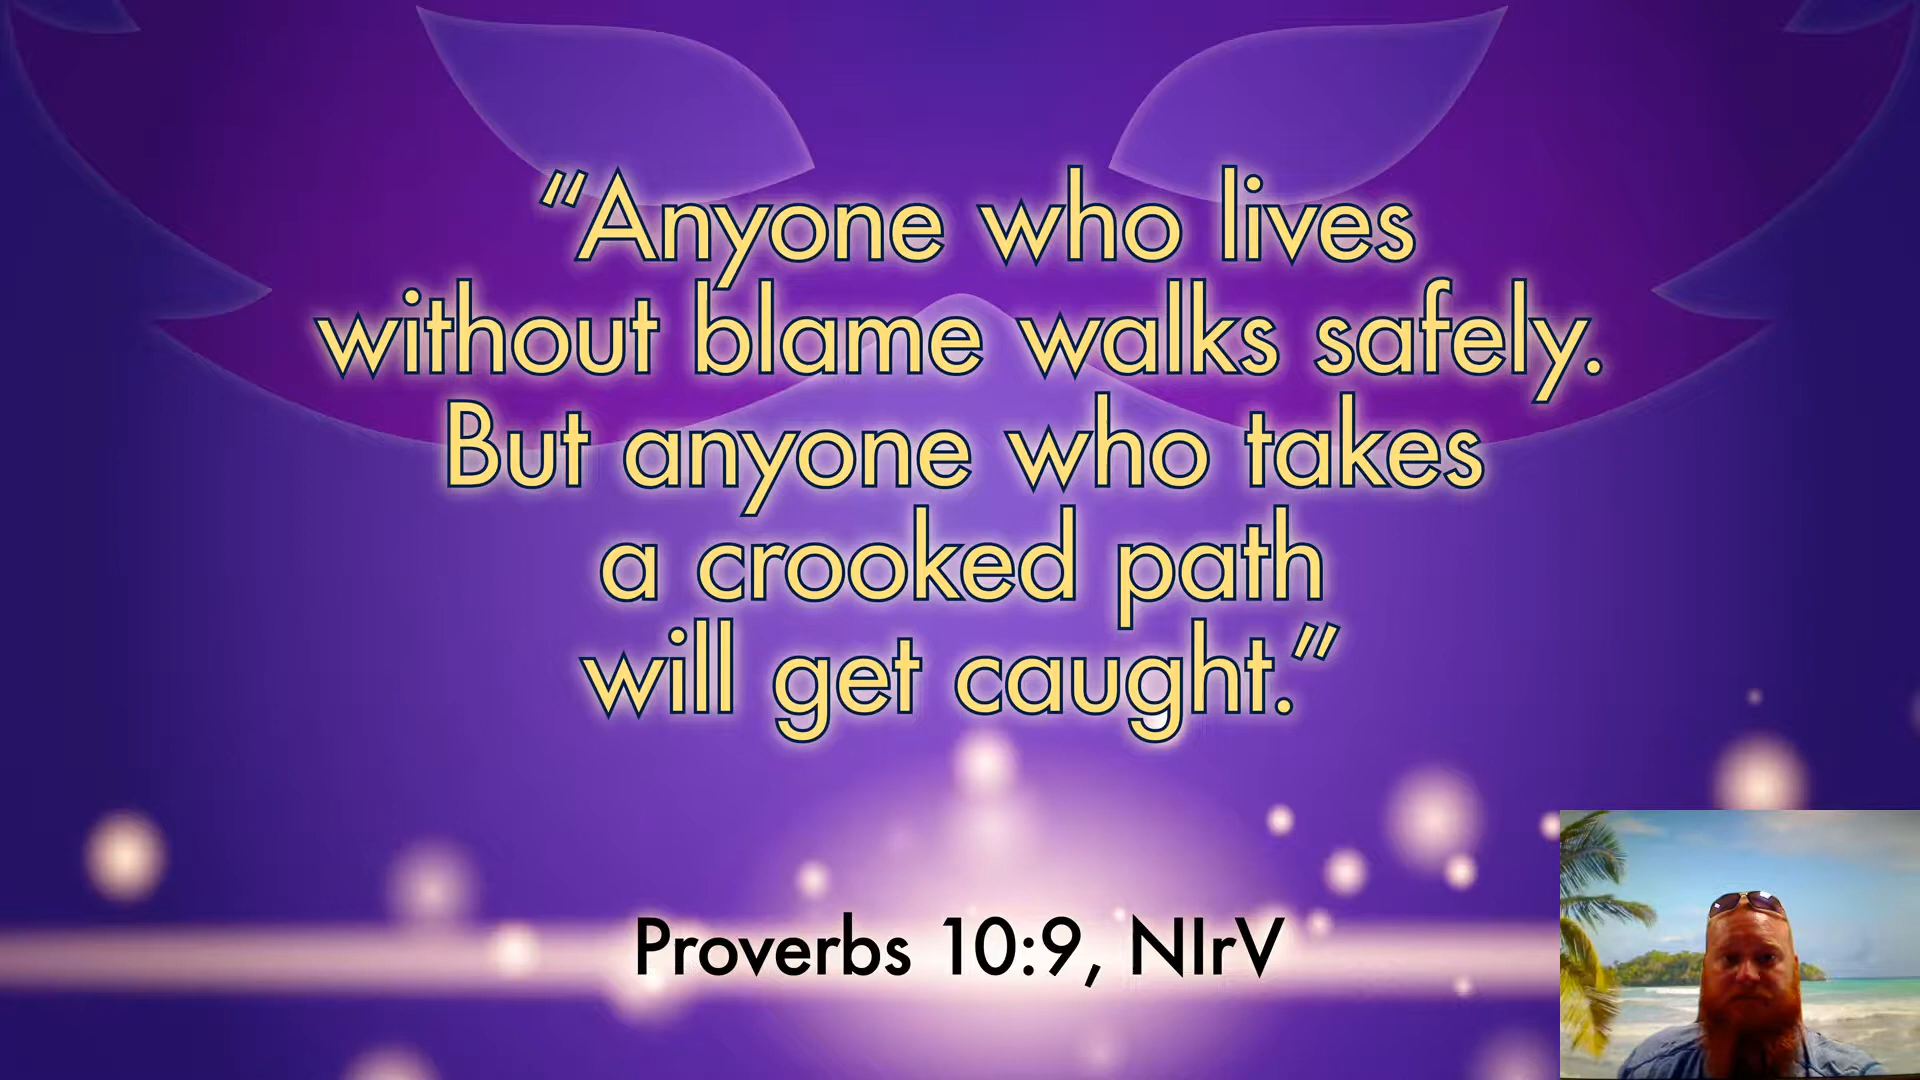 “Anyone who lives
without blame walks safely.
But anyone who takes
a crooked path
will get caught.”
Proverbs 10:9, NIrV